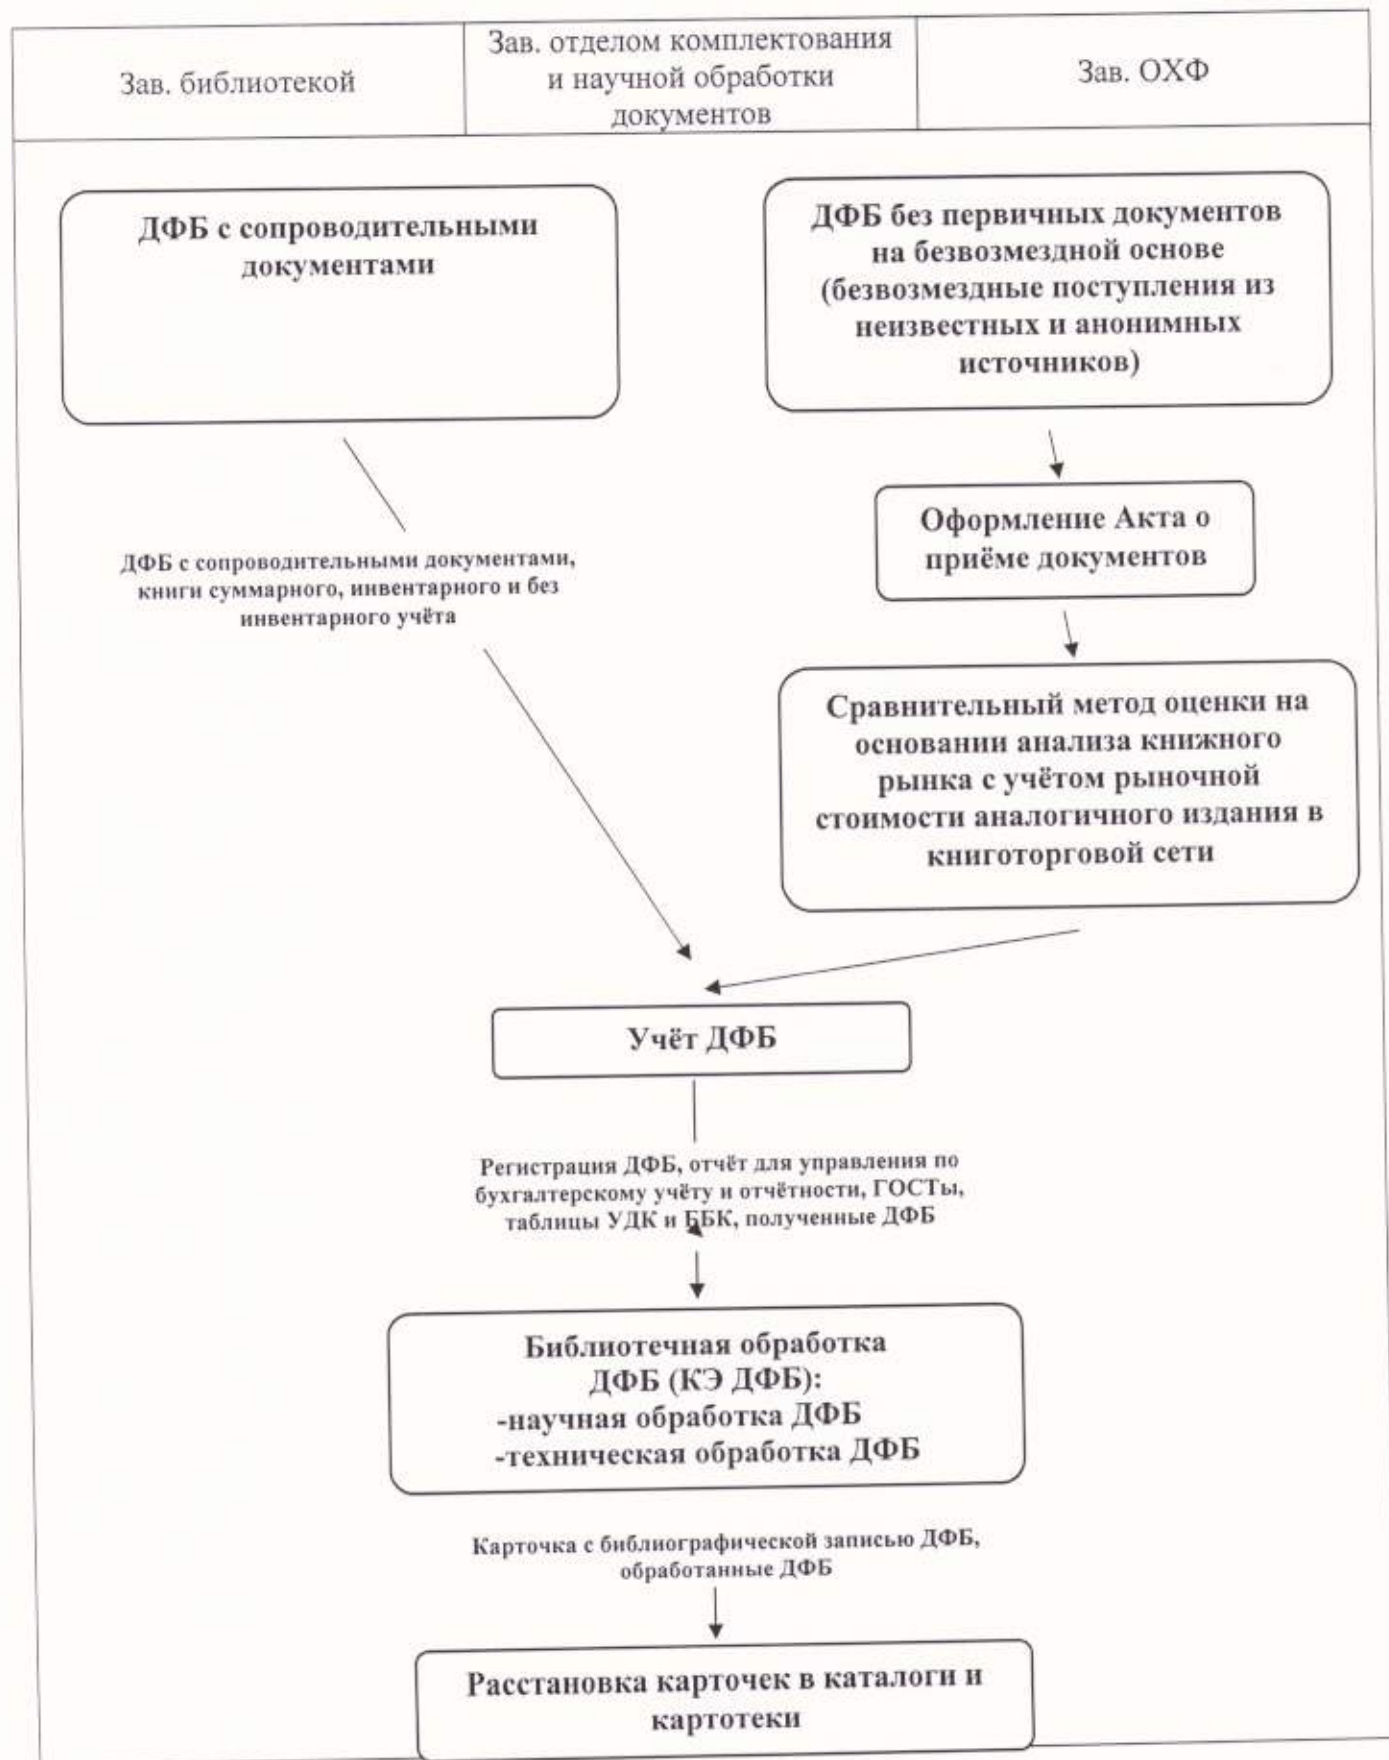 Зав. библиотекой
Зав. отделом комплектования
и научной обработки
документов
Зав. ОХФ
ДФБ с сопроводительными
документами
ДФБ без первичных документов
на безвозмездной основе
(безвозмездные поступления из
неизвестных и анонимных
источников)
Оформление Акта о
приёме документов
ДФБ с сопроводительными документами,
книги суммарного, инвентарного и без
инвентарного учёта
Сравнительный метод оценки на
основании анализа книжного
рынка с учётом рыночной
стоимости аналогичного издания в
книготорговой сети
Учёт ДФБ
Регистрация ДФБ, отчёт для управления по
бухгалтерскому учёту и отчётности, ГОСТы,
таблицы УДК и ББК, полученные ДФБ
Библиотечная обработка
ДФБ (КЭ ДФБ):
-научная обработка ДФБ
-техническая обработка ДФБ
Карточка с библиографической записью ДФБ,
обработанные ДФБ
Расстановка карточек в каталоги и
картотеки